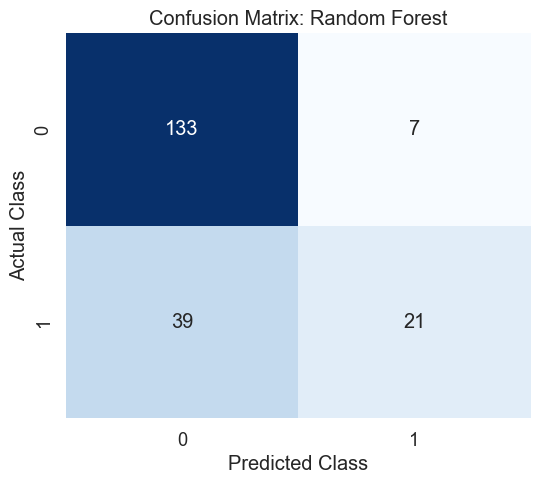 Confusion Matrix: Random Forest
Actual Class
0
133
7
1
39
21
0
1
Predicted Class